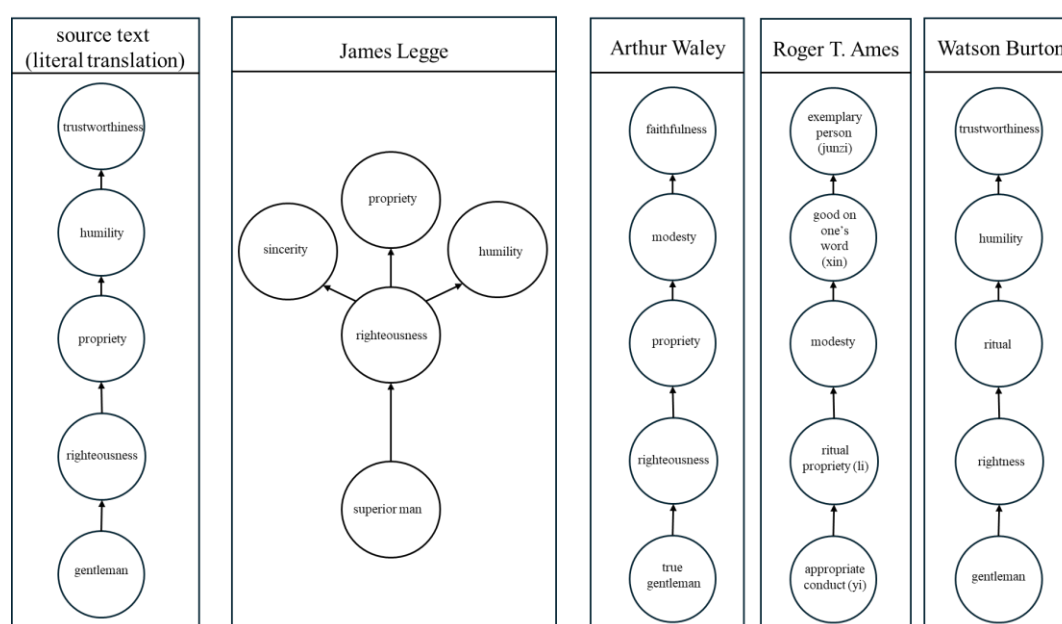 source text
(literal translation)
trustworthiness
humility
propriety
righteousness
gentleman
James Legge
propriety
sincerity
humility
righteousness
superior man
Arthur Waley
faithfulness
modesty
propriety
righteousness
true
gentleman
Roger T. Ames
exemplary
person
(junzi)
good on
one's
word
(xin)
modesty
ritual
propriety (li)
appropriate
conduct (yi)
Watson Burton
trustworthiness
humility
ritual
rightness
gentleman